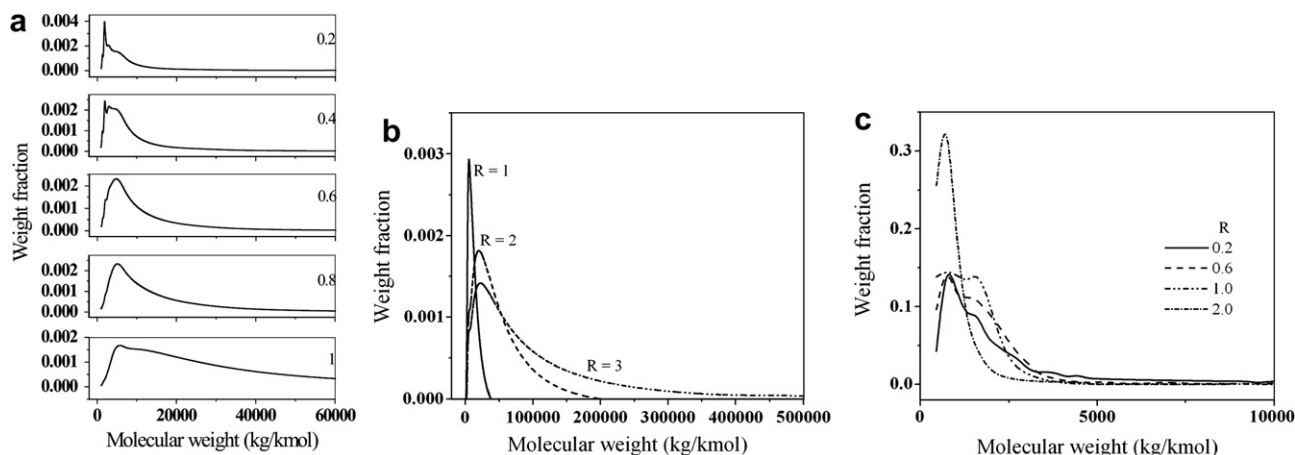 a
0.004
0.002
0.000
0.2
0.002
0.001
0.000
0.4
0.002
0.001
0.000
0.6
0.002
0.001
0.000
0.8
0.002
0.001
0.000
1
0 20000 40000 60000
Weight fraction
Molecular weight (kg/kmol)
b
0.003
0.002
0.001
0.000
R = 1
R = 2
R = 3
0 100000 200000 300000 400000 500000
Weight fraction
Molecular weight (kg/kmol)
c
0.3
0.2
0.1
0.0
R
0.2
0.6
1.0
2.0
5000 10000
Weight fraction
Molecular weight (kg/kmol)